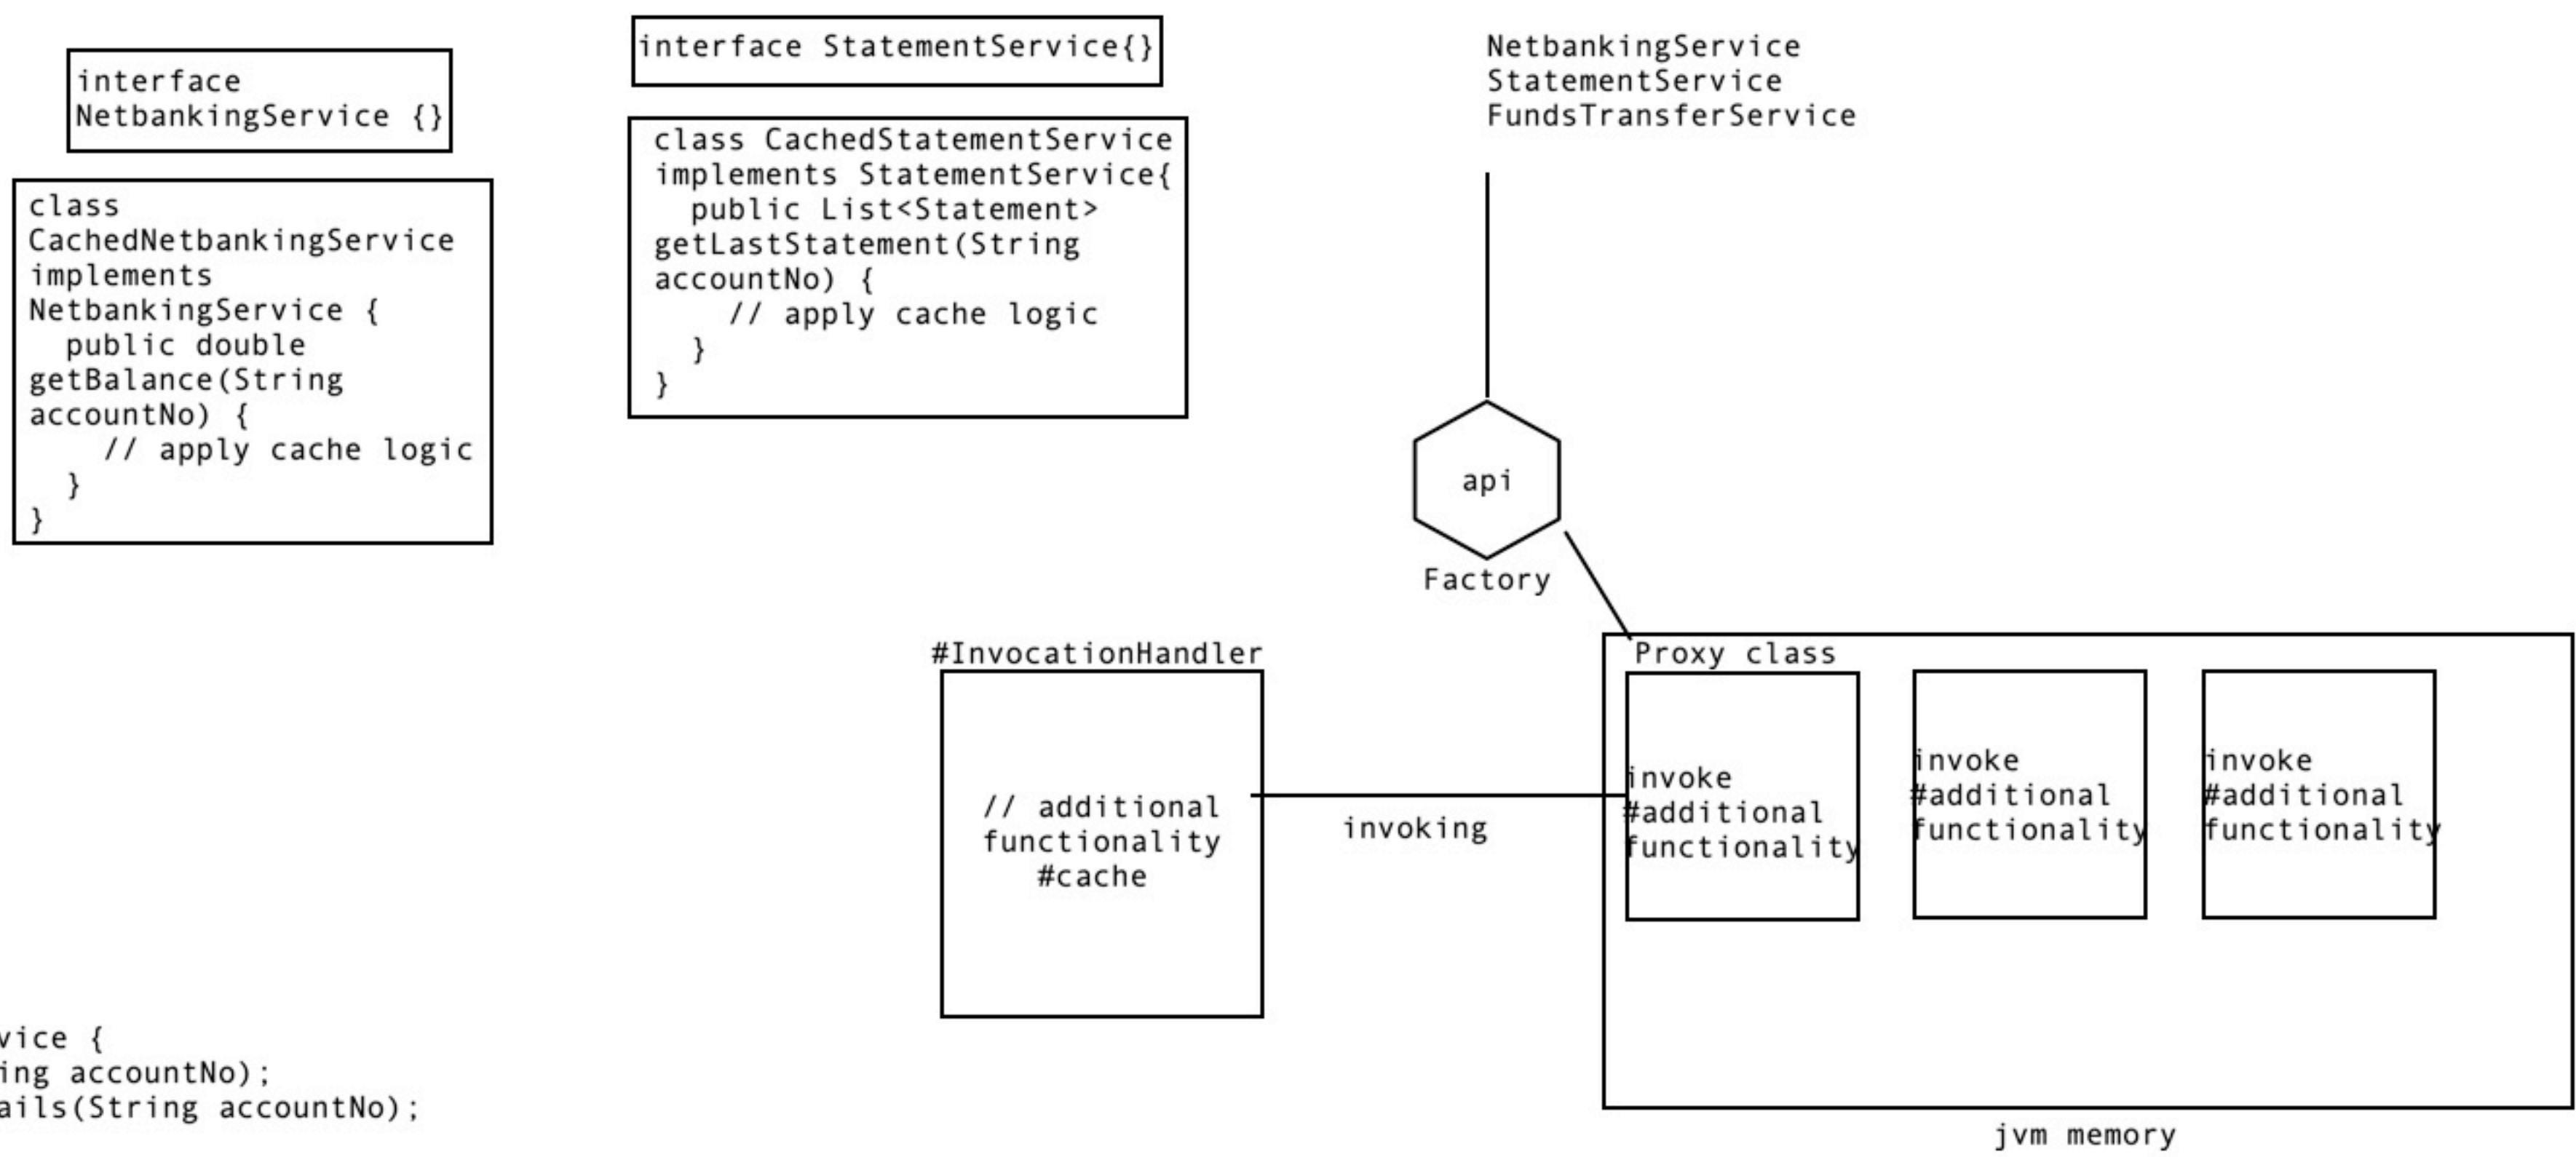 interface
NetbankingService {}
class
CachedNetbankingService
implements
NetbankingService {
  public double
getBalance(String
accountNo) {
    // apply cache logic
  }
}
interface StatementService{}
class CachedStatementService
implements StatementService{
  public List<Statement>
getLastStatement(String
accountNo) {
    // apply cache logic
  }
}
NetbankingService
StatementService
FundsTransferService
api
Factory
#InvocationHandler
// additional
functionality
#cache
invoking
Proxy class
invoke
#additional
functionality
invoke
#additional
functionality
invoke
#additional
functionality
jvm memory
vice {
ing accountNo);
ails(String accountNo);